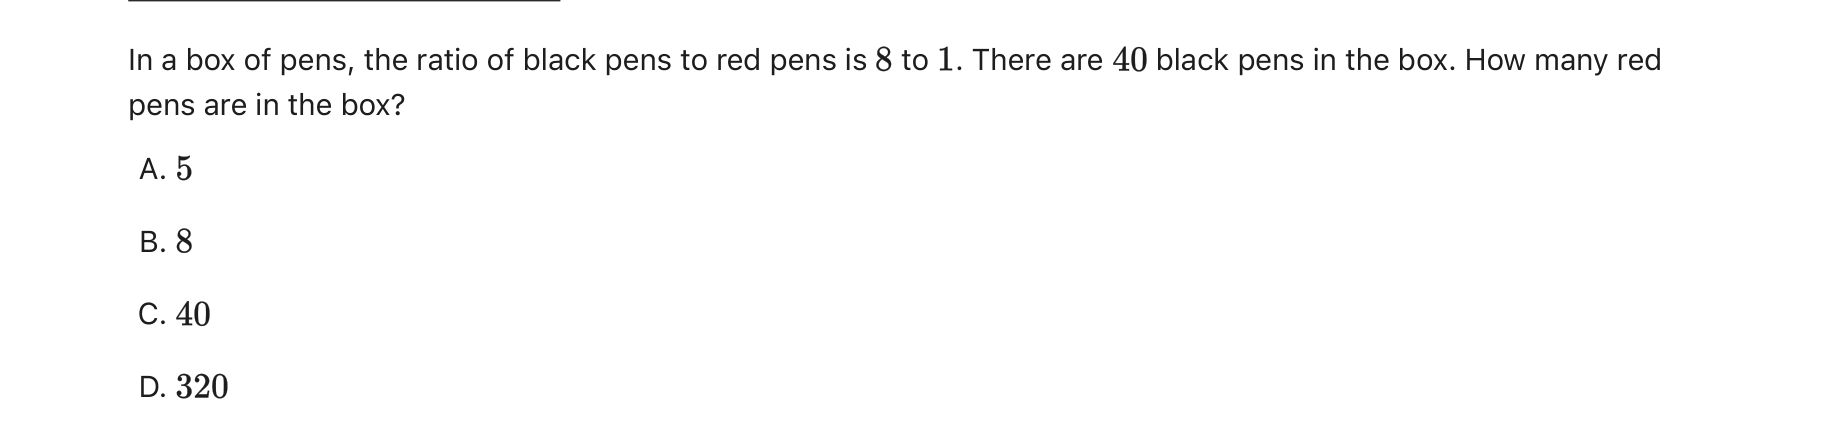 In a box of pens, the ratio of black pens to red pens is 8 to 1. There are 40 black pens in the box. How many red
pens are in the box?
A. 5
B. 8
C. 40
D. 320